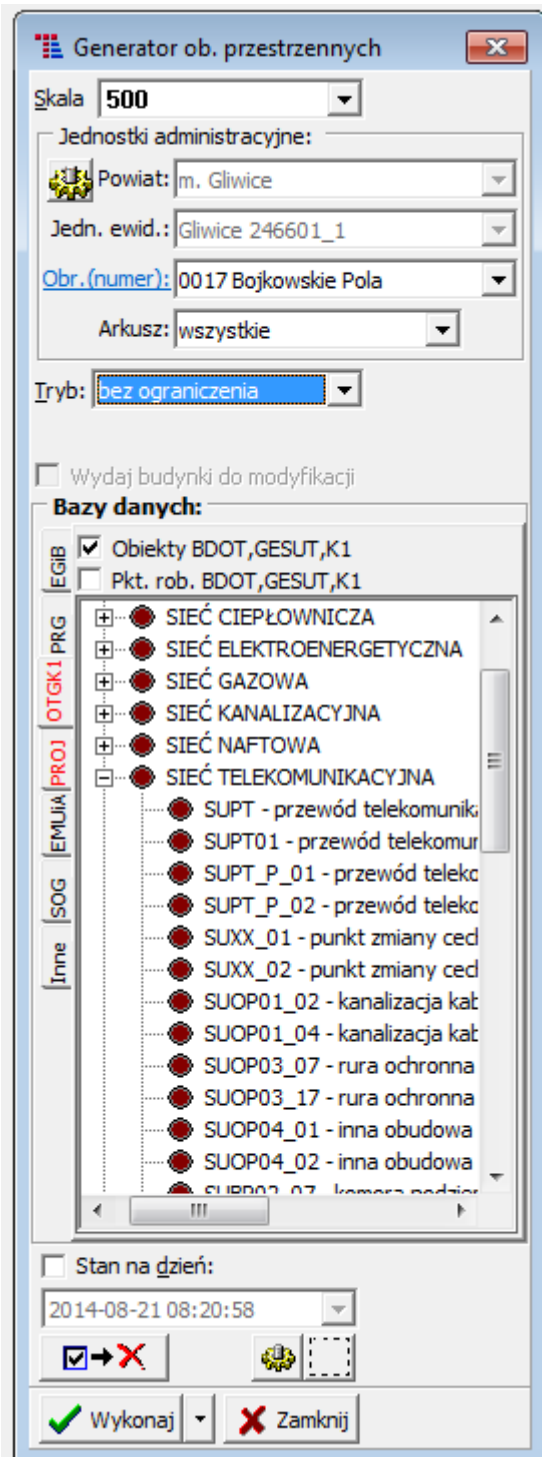 Generator ob. przestrzennych
Skala 500
Jednostki administracyjne:
Powiat: m. Gliwice
Jedn. ewid.: Gliwice 246601_1
Obr.(numer): 0017 Bojkowskie Pola
Arkusz: wszystkie
Tryb: bez ograniczenia
Wydaj budynki do modyfikacji
Bazy danych:
EGiB
PRG
OTGK1
PROJ
EMUiA
SOG
Inne
Obiekty BDOT,GESUT,K1
Pkt. rob. BDOT,GESUT,K1
SIEĆ CIEPŁOWNICZA
SIEĆ ELEKTROENERGETYCZNA
SIEĆ GAZOWA
SIEĆ KANALIZACYJNA
SIEĆ NAFTOWA
SIEĆ TELEKOMUNIKACYJNA
SUPT - przewód telekomunika
SUPT01 - przewód telekomur
SUPT_P_01 - przewód teleko
SUPT_P_02 - przewód teleko
SUXX_01 - punkt zmiany cecl
SUXX_02 - punkt zmiany cecl
SUOP01_02 - kanalizacja kab
SUOP01_04 - kanalizacja kab
SUOP03_07 - rura ochronna
SUOP03_17 - rura ochronna
SUOP04_01 - inna obudowa
SUOP04_02 - inna obudowa
Stan na dzień:
2014-08-21 08:20:58
Wykonaj
Zamknij